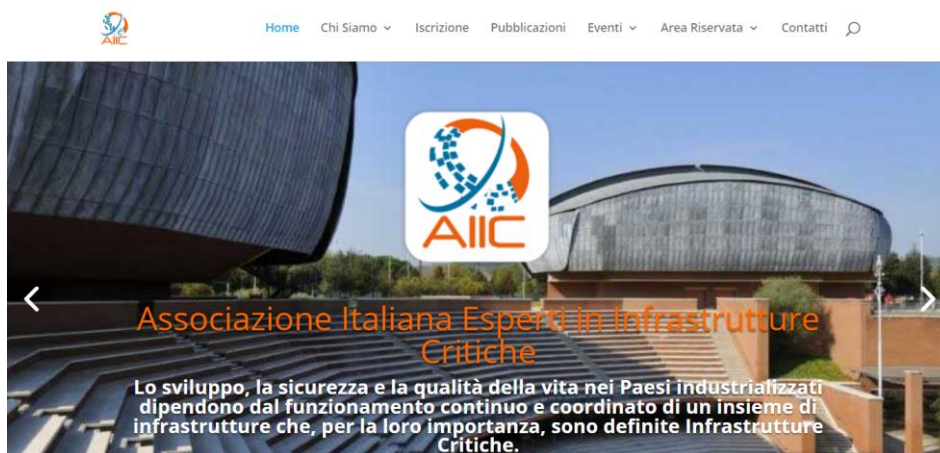 AIIC
Home Chi Siamo Iscrizione Pubblicazioni Eventi Area Riservata Contatti
AIIC
Associazione Italiana Esperti in Infrastrutture
Critiche
Lo sviluppo, la sicurezza e la qualità della vita nei Paesi industrializzati
dipendono dal funzionamento continuo e coordinato di un insieme di
infrastrutture che, per la loro importanza, sono definite Infrastrutture
Critiche.